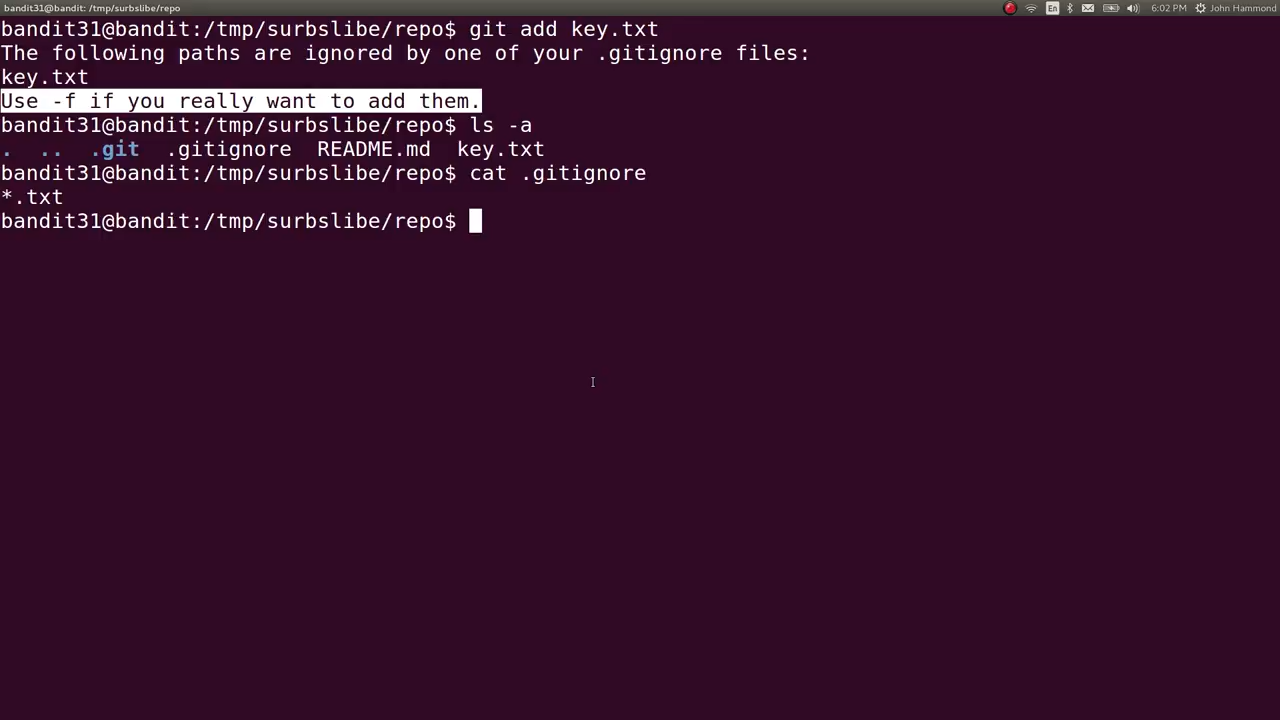 bandit31@bandit: /tmp/surbslibe/repo
En
6:02 PM
John Hammond
bandit31@bandit:/tmp/surbslibe/repo$ git add key.txt
The following paths are ignored by one of your .gitignore files:
key.txt
Use -f if you really want to add them.
bandit31@bandit:/tmp/surbslibe/repo$ ls -a
. .. .git .gitignore README.md key.txt
bandit31@bandit:/tmp/surbslibe/repo$ cat .gitignore
*.txt
bandit31@bandit:/tmp/surbslibe/repo$